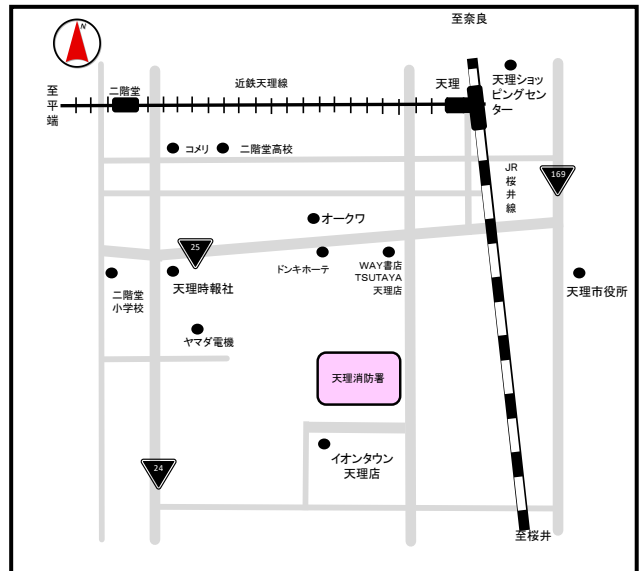 至奈良
N
天理ショッ
ピングセン
ター
至
平
端
二階堂
近鉄天理線
天理
コメリ
二階堂高校
JR
桜
井
線
169
オークワ
25
ドンキホーテ
WAY書店
TSUTAYA
天理店
二階堂
小学校
天理時報社
天理市役所
ヤマダ電機
天理消防署
イオンタウン
天理店
24
至桜井